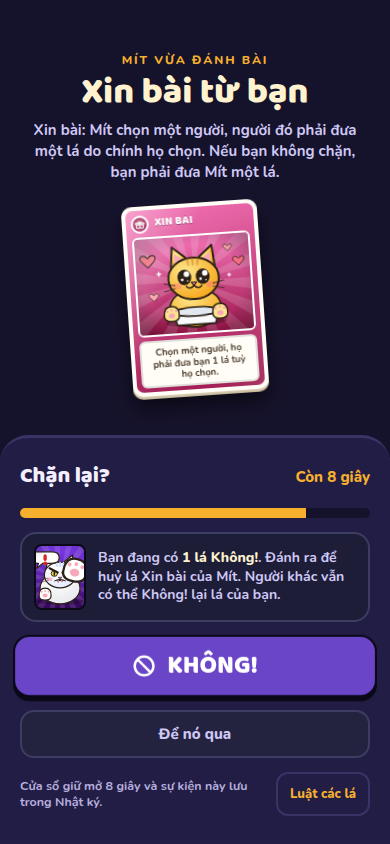 MÍT VỪA ĐÁNH BÀI
Xin bài từ bạn
Xin bài: Mít chọn một người, người đó phải đưa
một lá do chính họ chọn. Nếu bạn không chặn,
bạn phải đưa Mít một lá.
XIN BAI
Chọn một người, họ
phải đưa bạn 1 lá tuỳ
họ chọn.
Chặn lại?
Còn 8 giây
Bạn đang có 1 lá Không!. Đánh ra để
huỷ lá Xin bài của Mít. Người khác vẫn
có thể Không! lại lá của bạn.
KHÔNG!
Để nó qua
Cửa sổ giữ mở 8 giây và sự kiện này lưu
trong Nhật ký.
Luật các lá